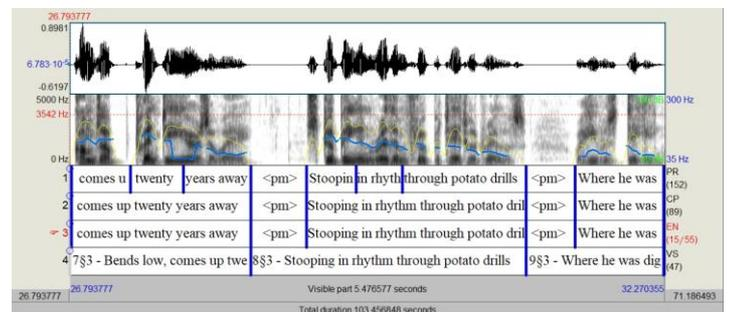 26.793777
0.8981
6.783·10-5
-0.6197
5000 Hz 300 Hz
3542 Hz
0 Hz 35 Hz
1 comes u twenty years away <pm> Stoopin in rhyth through potato drills <pm> Where he was PR (152)
2 comes up twenty years away <pm> Stooping in rhythm through potato dril <pm> Where he was CP (89)
3 comes up twenty years away <pm> Stooping in rhythm through potato dril <pm> Where he was EN (15/55)
4 7§3 - Bends low, comes up twe 8§3 - Stooping in rhythm through potato drills 9§3 - Where he was dig VS (47)
26.793777 Visible part 5.476577 seconds 32.270355
26.793777 71.186493
Total duration 103.456848 seconds